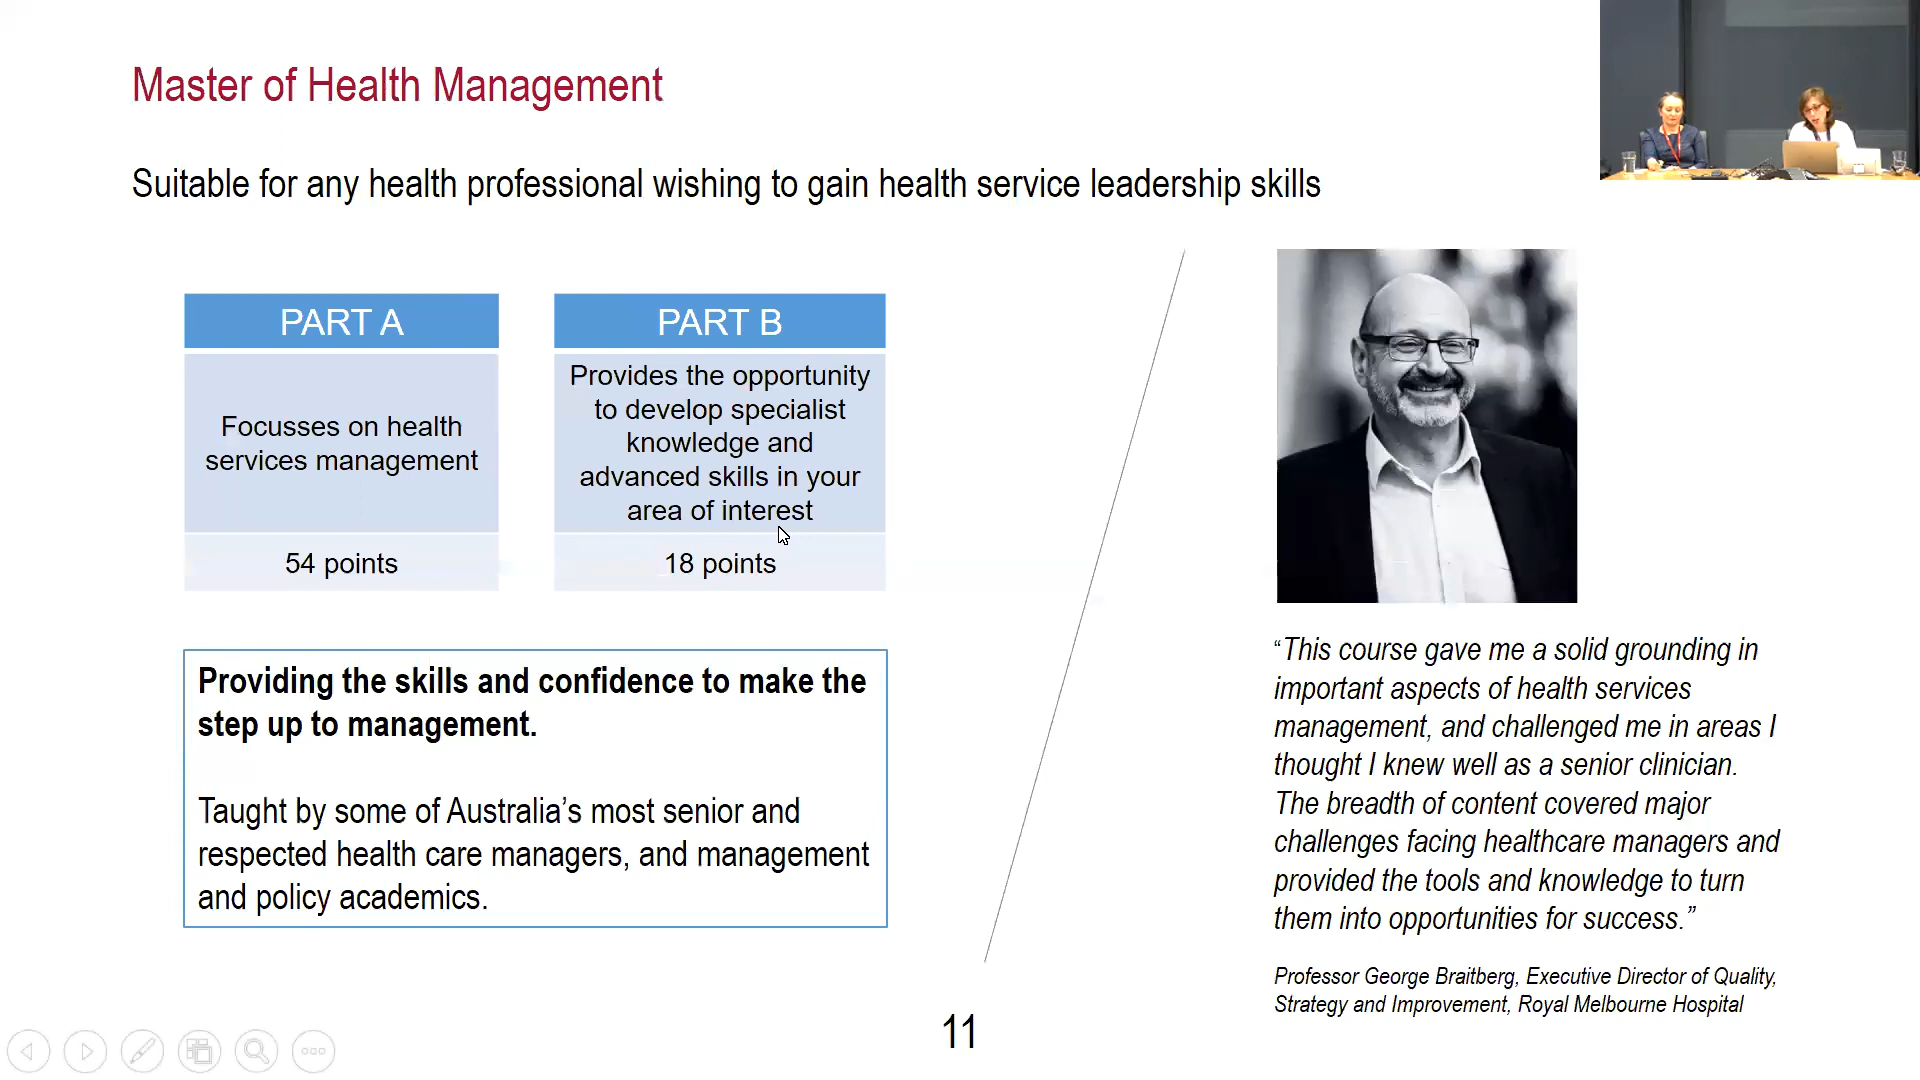 Master of Health Management
Suitable for any health professional wishing to gain health service leadership skills
PART A
Focusses on health
services management
54 points
PART B
Provides the opportunity
to develop specialist
knowledge and
advanced skills in your
area of interest
18 points
Providing the skills and confidence to make the
step up to management.
Taught by some of Australia’s most senior and
respected health care managers, and management
and policy academics.
“This course gave me a solid grounding in
important aspects of health services
management, and challenged me in areas I
thought I knew well as a senior clinician.
The breadth of content covered major
challenges facing healthcare managers and
provided the tools and knowledge to turn
them into opportunities for success.”
Professor George Braitberg, Executive Director of Quality,
Strategy and Improvement, Royal Melbourne Hospital
11